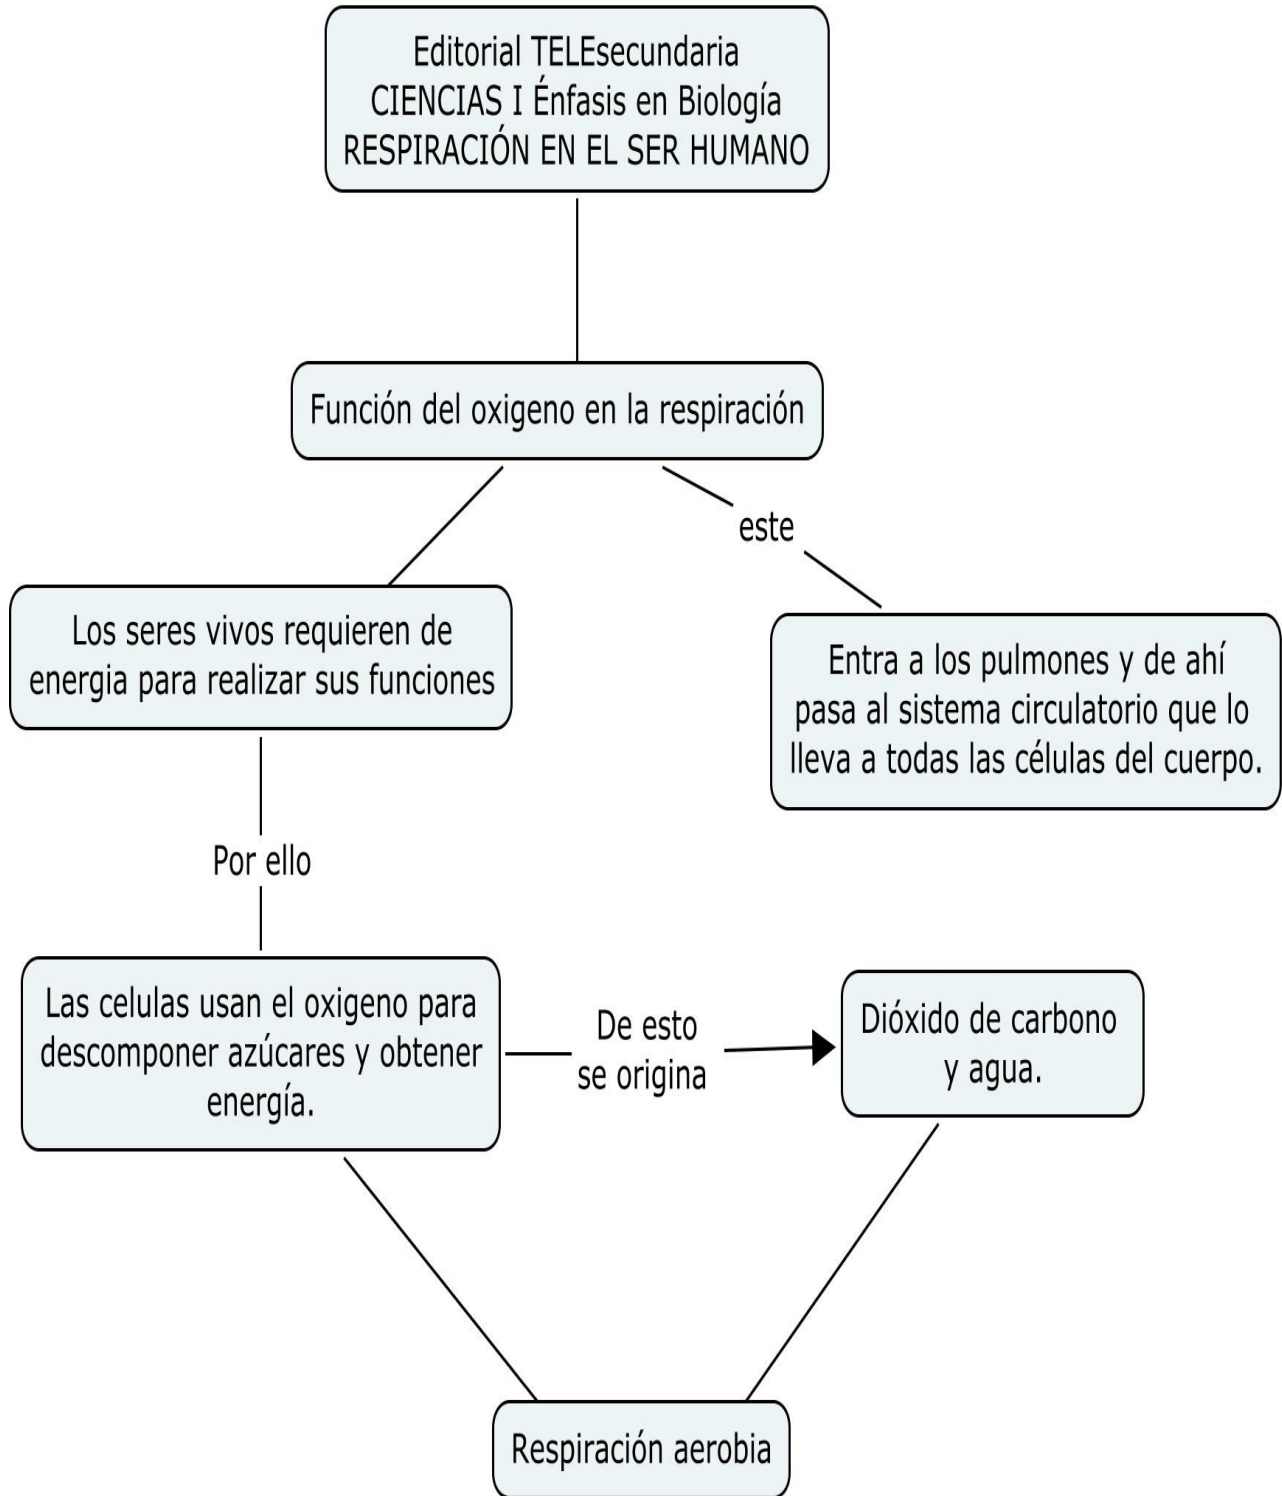 Editorial TELEsecundaria
CIENCIAS I Énfasis en Biología
RESPIRACIÓN EN EL SER HUMANO
Función del oxigeno en la respiración
este
Los seres vivos requieren de
energia para realizar sus funciones
Entra a los pulmones y de ahí
pasa al sistema circulatorio que lo
lleva a todas las células del cuerpo.
Por ello
Las celulas usan el oxigeno para
descomponer azúcares y obtener
energía.
De esto
se origina
Dióxido de carbono
y agua.
Respiración aerobia